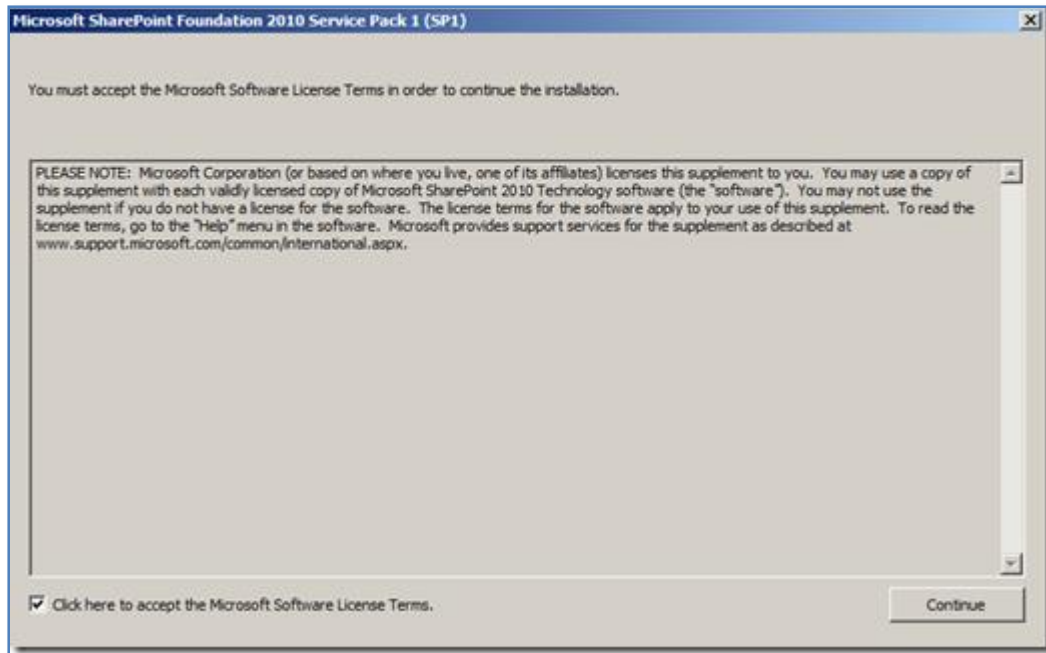 Microsoft SharePoint Foundation 2010 Service Pack 1 (SP1)
You must accept the Microsoft Software License Terms in order to continue the installation.
PLEASE NOTE:  Microsoft Corporation (or based on where you live, one of its affiliates) licenses this supplement to you.  You may use a copy of
this supplement with each validly licensed copy of Microsoft SharePoint 2010 Technology software (the "software").  You may not use the
supplement if you do not have a license for the software.  The license terms for the software apply to your use of this supplement.  To read the
license terms, go to the "Help" menu in the software.  Microsoft provides support services for the supplement as described at
www.support.microsoft.com/common/international.aspx.
Click here to accept the Microsoft Software License Terms.
Continue